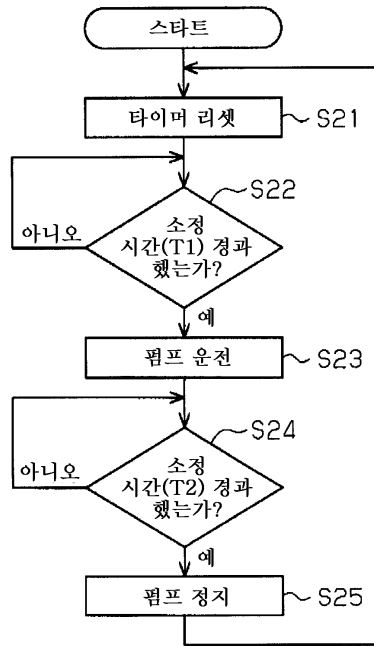 스타트
타이머 리셋 S21
S22
소정
시간(T1) 경과
했는가?
아니오
예
펌프 운전 S23
S24
소정
시간(T2) 경과
했는가?
아니오
예
펌프 정지 S25